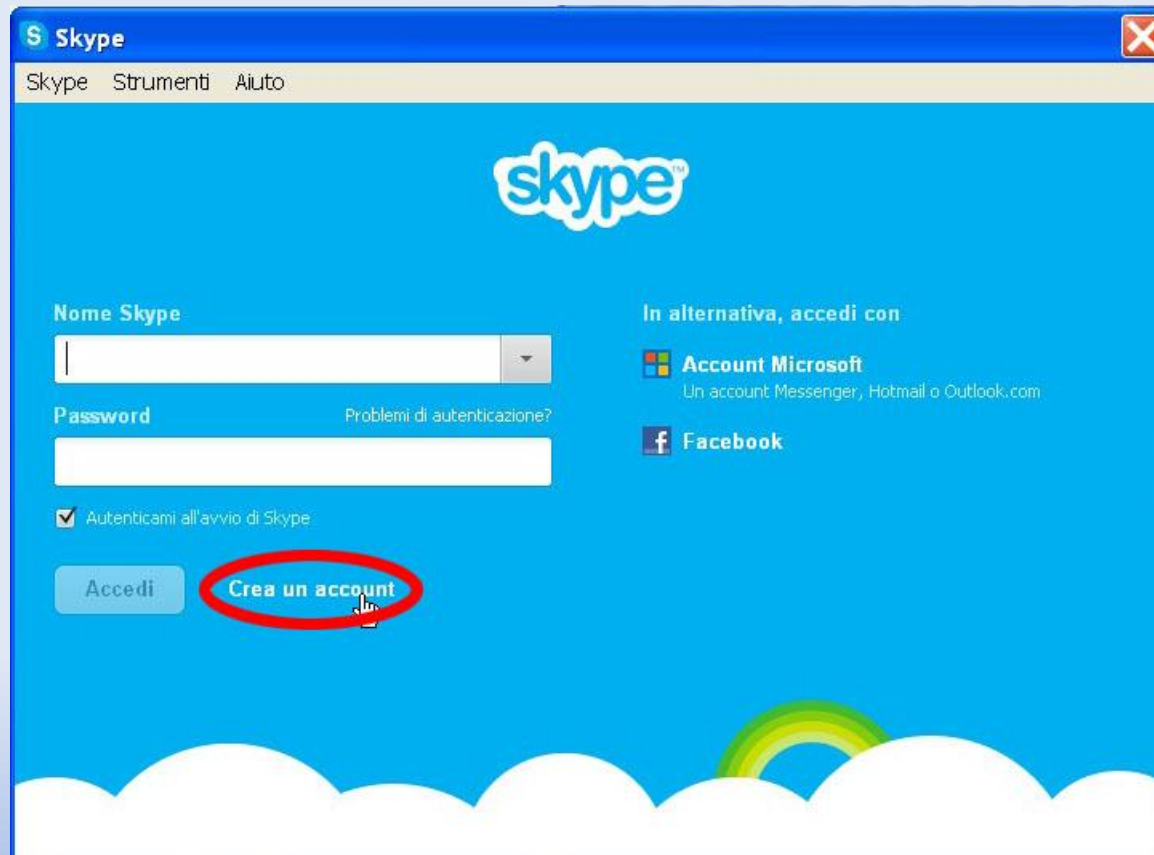 Skype
Skype Strumenti Aiuto
skype™
Nome Skype
Password Problemi di autenticazione?
Autenticami all'avvio di Skype
Accedi Crea un account
In alternativa, accedi con
Account Microsoft
Un account Messenger, Hotmail o Outlook.com
Facebook